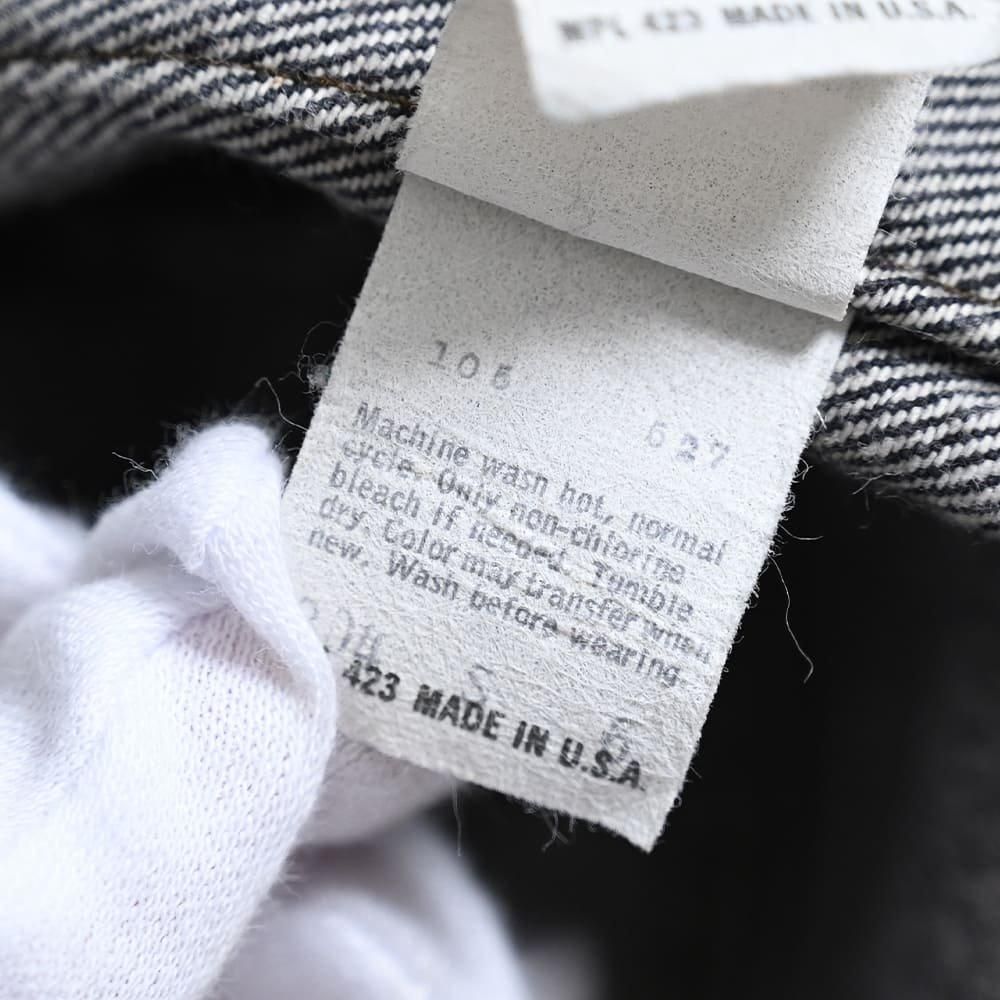 WPL 423 MADE IN U.S.A.
105
527
Machine wash hot, normal
cycle. Only non-chlorine
bleach if needed. Tumble
dry. Color may transfer when
new. Wash before wearing.
423 MADE IN U.S.A.